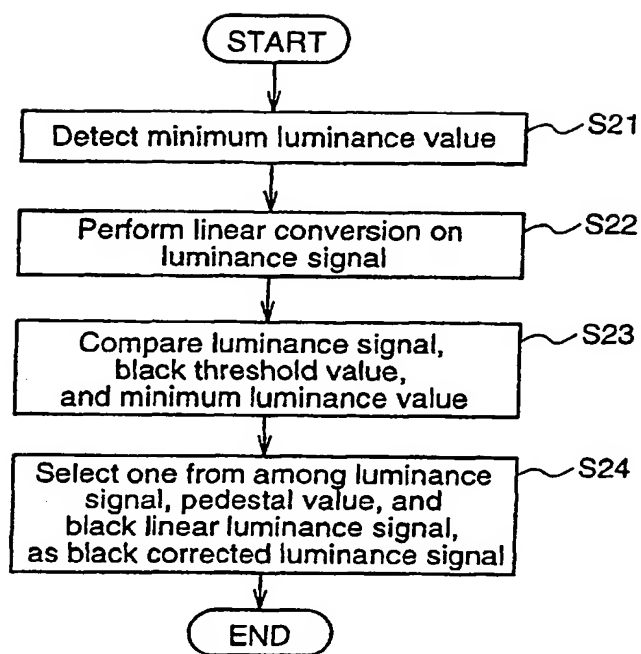 START
Detect minimum luminance value
S21
Perform linear conversion on
luminance signal
S22
Compare luminance signal,
black threshold value,
and minimum luminance value
S23
Select one from among luminance
signal, pedestal value, and
black linear luminance signal,
as black corrected luminance signal
S24
END